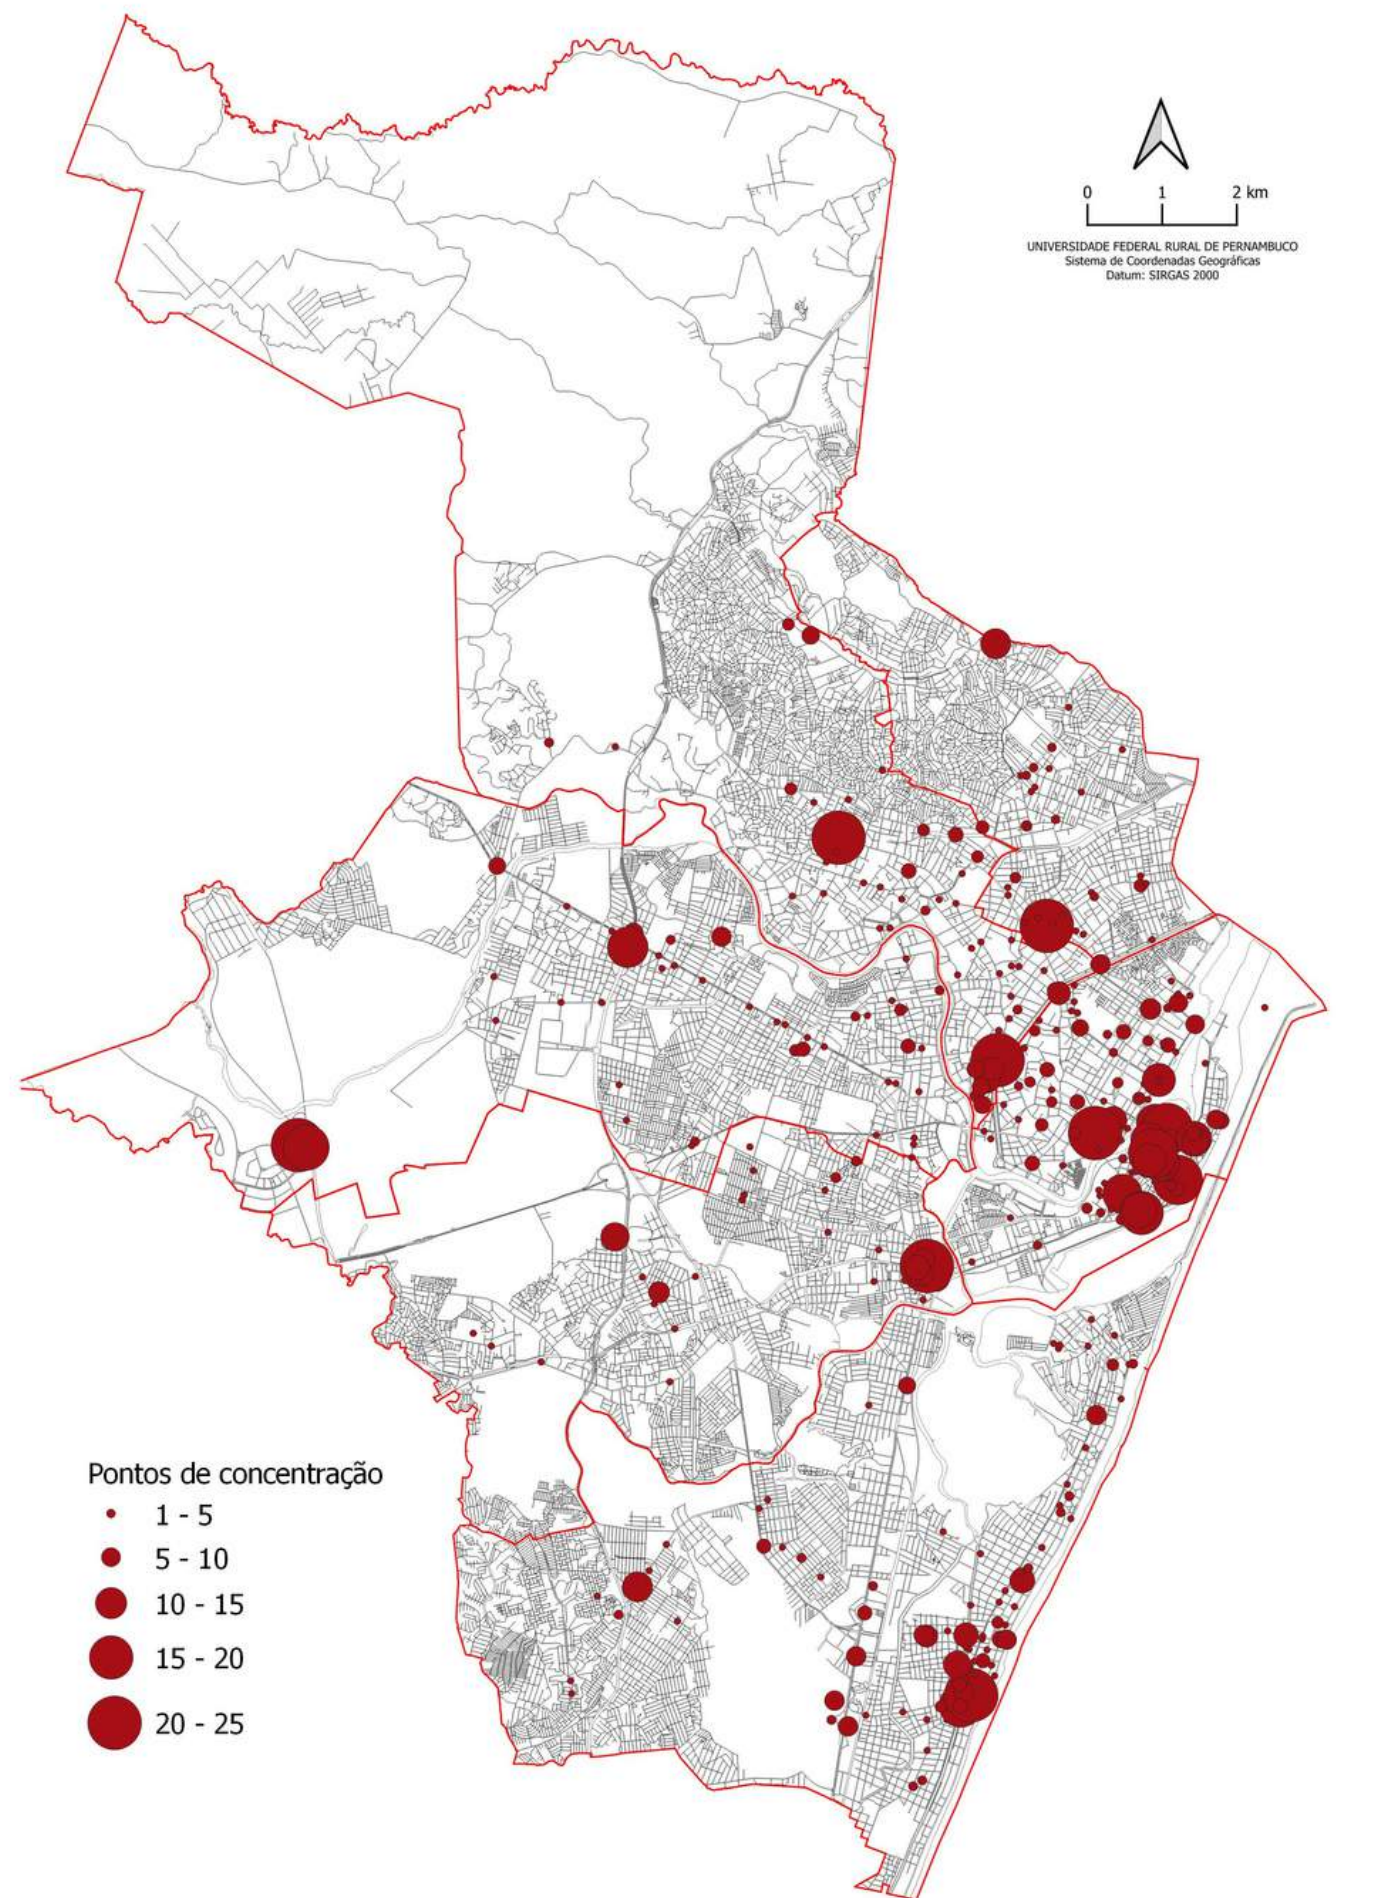 0 1 2 km
UNIVERSIDADE FEDERAL RURAL DE PERNAMBUCO
Sistema de Coordenadas Geográficas
Datum: SIRGAS 2000
Pontos de concentração
1 - 5
5 - 10
10 - 15
15 - 20
20 - 25